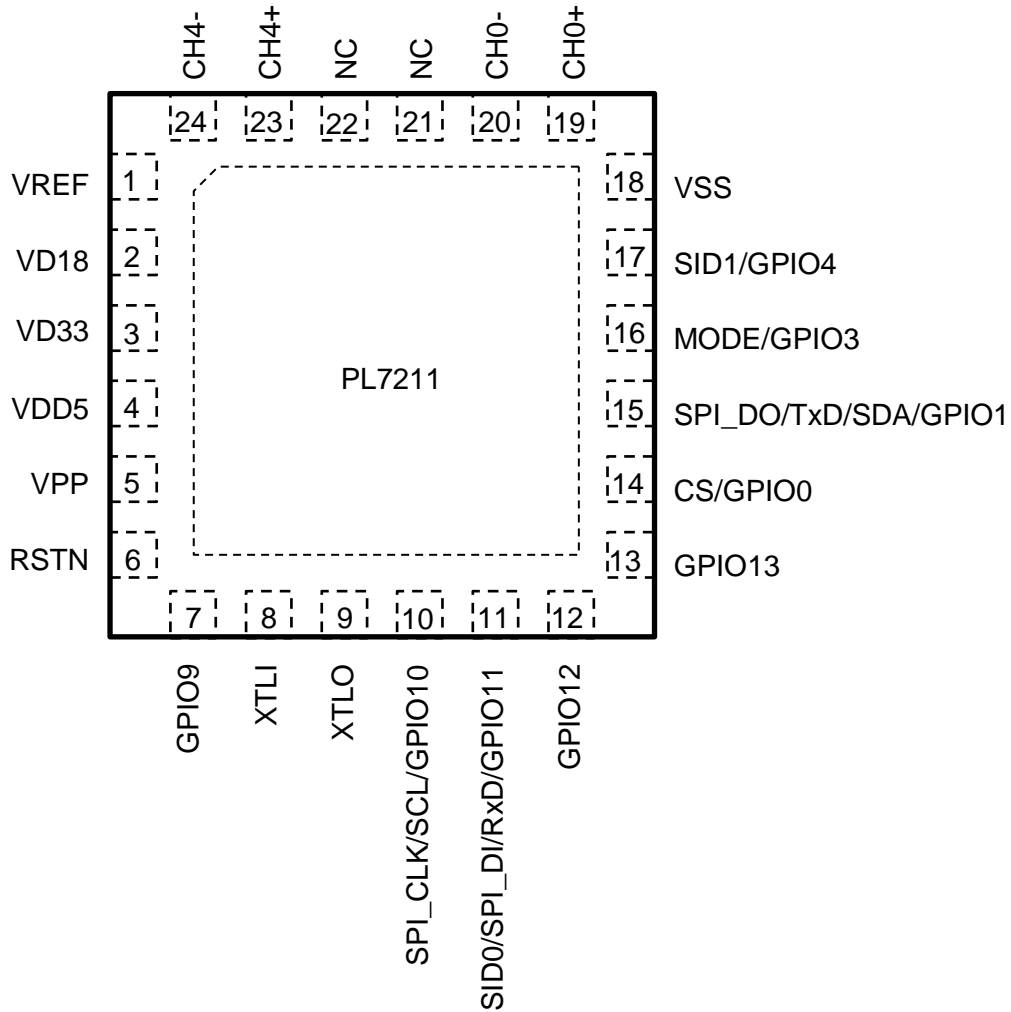 CH4-
CH4+
NC
NC
CH0-
CH0+
24
23
22
21
20
19
VREF
1
18
VSS
VD18
2
17
SID1/GPIO4
VD33
3
16
MODE/GPIO3
PL7211
VDD5
4
15
SPI_DO/TxD/SDA/GPIO1
VPP
5
14
CS/GPIO0
RSTN
6
13
GPIO13
7
8
9
10
11
12
GPIO9
XTLI
XTLO
SPI_CLK/SCL/GPIO10
SID0/SPI_DI/RxD/GPIO11
GPIO12